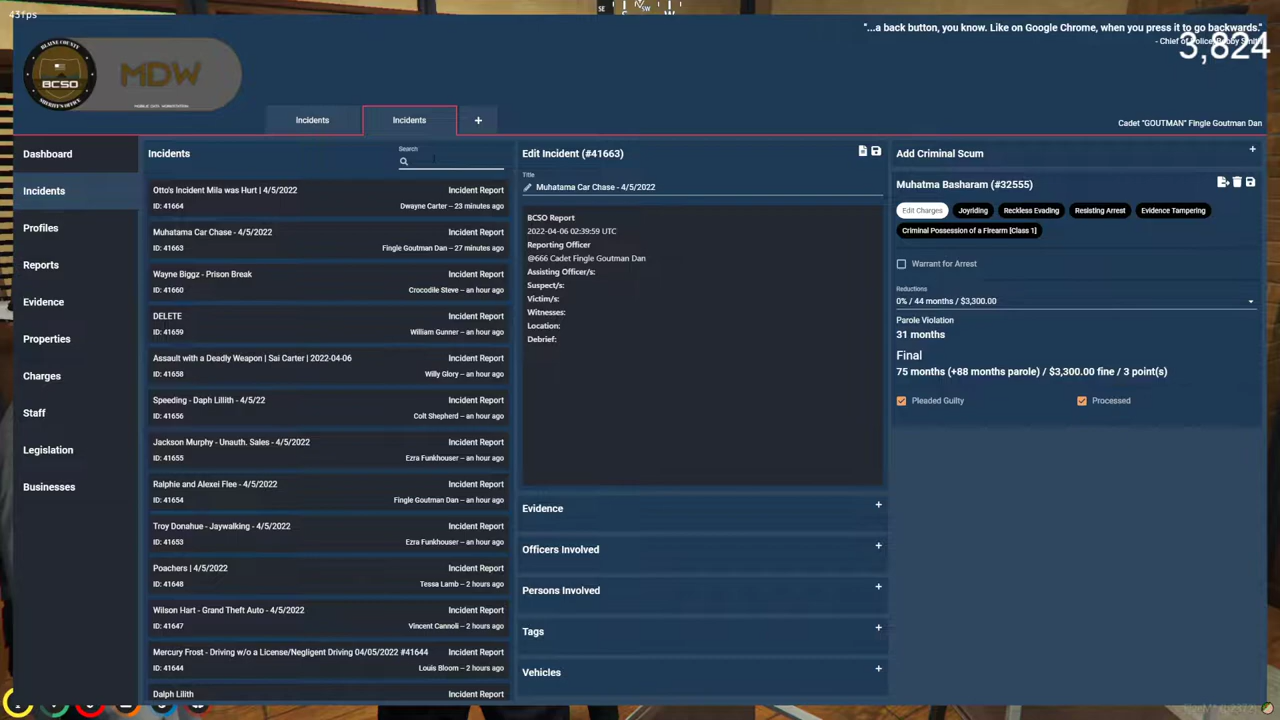 43fps
SE
SW
W
"...a back button, you know. Like on Google Chrome, when you press it to go backwards."
- Chief of Police Bobby Smith
3,824
BLAINE COUNTY
BCSO
SHERIFF'S OFFICE
MDW
MOBILE DATA WORKSTATION
Incidents
Incidents
+
Cadet "GOUTMAN" Fingle Goutman Dan
Dashboard
Incidents
Profiles
Reports
Evidence
Properties
Charges
Staff
Legislation
Businesses
Incidents
Search
Otto's Incident Mila was Hurt | 4/5/2022 Incident Report
ID: 41664 Dwayne Carter – 23 minutes ago
Muhatama Car Chase - 4/5/2022 Incident Report
ID: 41663 Fingle Goutman Dan – 27 minutes ago
Wayne Biggz - Prison Break Incident Report
ID: 41660 Crocodile Steve – an hour ago
DELETE Incident Report
ID: 41659 William Gunner – an hour ago
Assault with a Deadly Weapon | Sai Carter | 2022-04-06 Incident Report
ID: 41658 Willy Glory – an hour ago
Speeding - Daph Lillith - 4/5/22 Incident Report
ID: 41656 Colt Shepherd – an hour ago
Jackson Murphy - Unauth. Sales - 4/5/2022 Incident Report
ID: 41655 Ezra Funkhouser – an hour ago
Ralphie and Alexei Flee - 4/5/2022 Incident Report
ID: 41654 Fingle Goutman Dan – an hour ago
Troy Donahue - Jaywalking - 4/5/2022 Incident Report
ID: 41653 Ezra Funkhouser – an hour ago
Poachers | 4/5/2022 Incident Report
ID: 41648 Tessa Lamb – 2 hours ago
Wilson Hart - Grand Theft Auto - 4/5/2022 Incident Report
ID: 41647 Vincent Cannoli – 2 hours ago
Mercury Frost - Driving w/o a License/Negligent Driving 04/05/2022 #41644 Incident Report
ID: 41644 Louis Bloom – 2 hours ago
Dalph Lilith Incident Report
Edit Incident (#41663)
Title
Muhatama Car Chase - 4/5/2022
BCSO Report
2022-04-06 02:39:59 UTC
Reporting Officer
@666 Cadet Fingle Goutman Dan
Assisting Officer/s:
Suspect/s:
Victim/s:
Witnesses:
Location:
Debrief:
Evidence +
Officers Involved +
Persons Involved +
Tags +
Vehicles +
Add Criminal Scum +
Muhatma Basharam (#32555)
Edit Charges Joyriding Reckless Evading Resisting Arrest Evidence Tampering
Criminal Possession of a Firearm [Class 1]
Warrant for Arrest
Reductions
0% / 44 months / $3,300.00
Parole Violation
31 months
Final
75 months (+88 months parole) / $3,300.00 fine / 3 point(s)
Pleaded Guilty Processed